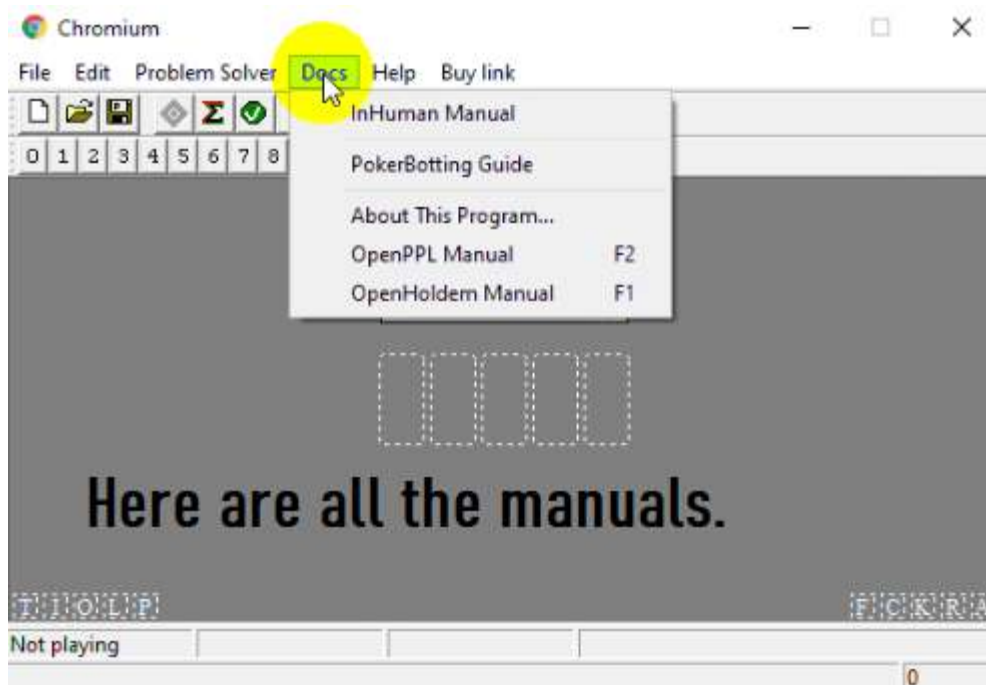 Chromium
File Edit Problem Solver Docs Help Buy link
InHuman Manual
0 1 2 3 4 5 6 7 8
PokerBotting Guide
About This Program...
OpenPPL Manual F2
OpenHoldem Manual F1
Here are all the manuals.
T I O L P F C K R A
Not playing
0